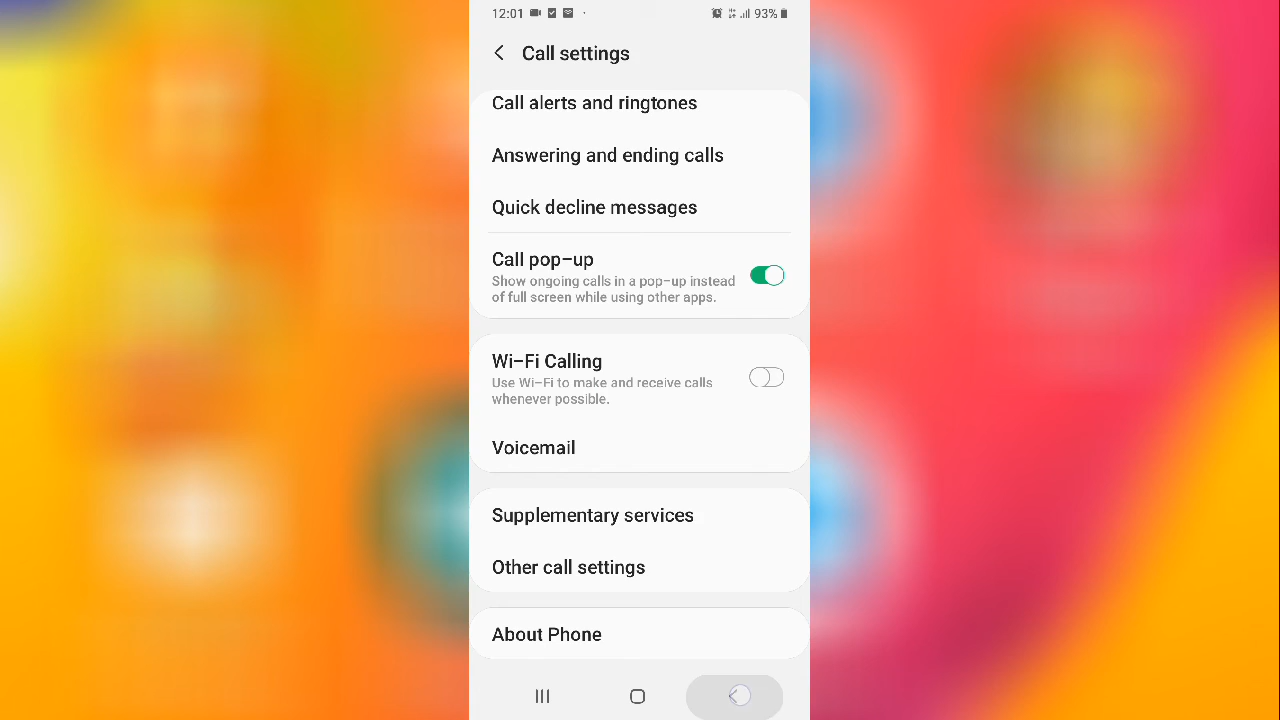 12:01
93%
Call settings
Call alerts and ringtones
Answering and ending calls
Quick decline messages
Call pop-up
Show ongoing calls in a pop-up instead
of full screen while using other apps.
Wi-Fi Calling
Use Wi-Fi to make and receive calls
whenever possible.
Voicemail
Supplementary services
Other call settings
About Phone